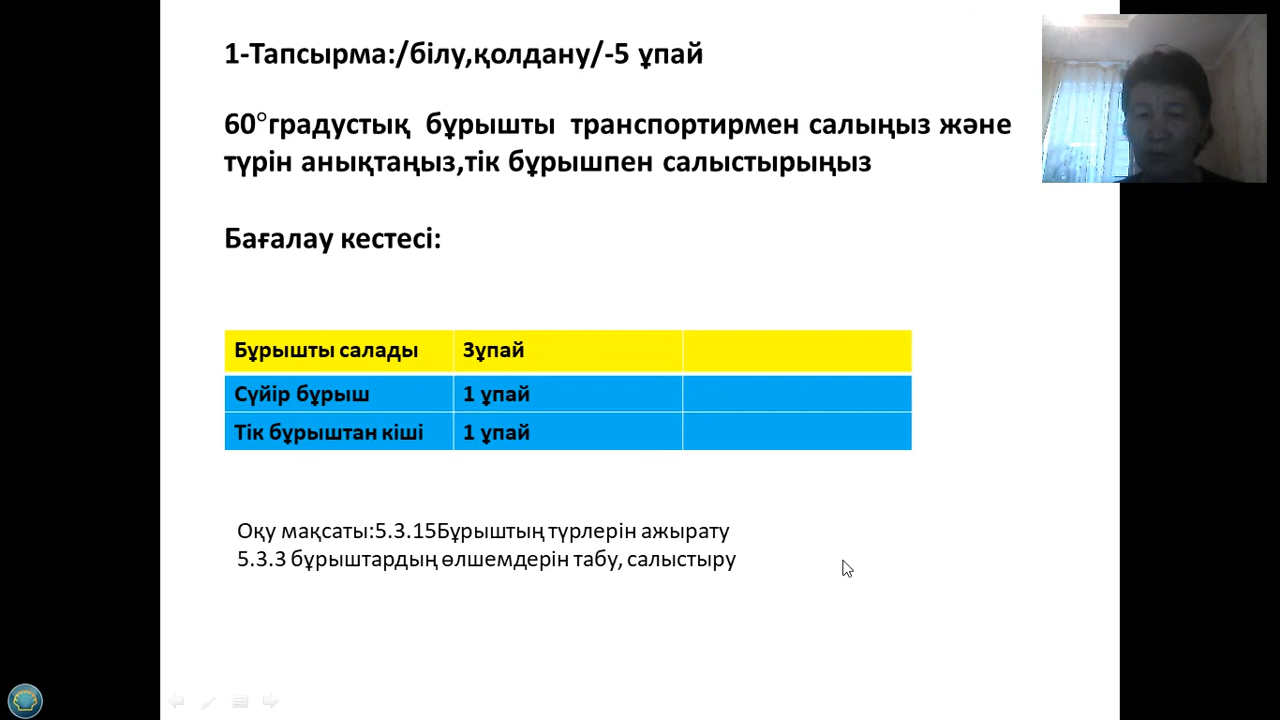 1-Тапсырма:/білу,қолдану/-5 ұпай
60°градустық бұрышты транспортирмен салыңыз және
түрін анықтаңыз,тік бұрышпен салыстырыңыз
Бағалау кестесі:
Бұрышты салады 3ұпай
Сүйір бұрыш 1 ұпай
Тік бұрыштан кіші 1 ұпай
Оқу мақсаты:5.3.15Бұрыштың түрлерін ажырату
5.3.3 бұрыштардың өлшемдерін табу, салыстыру